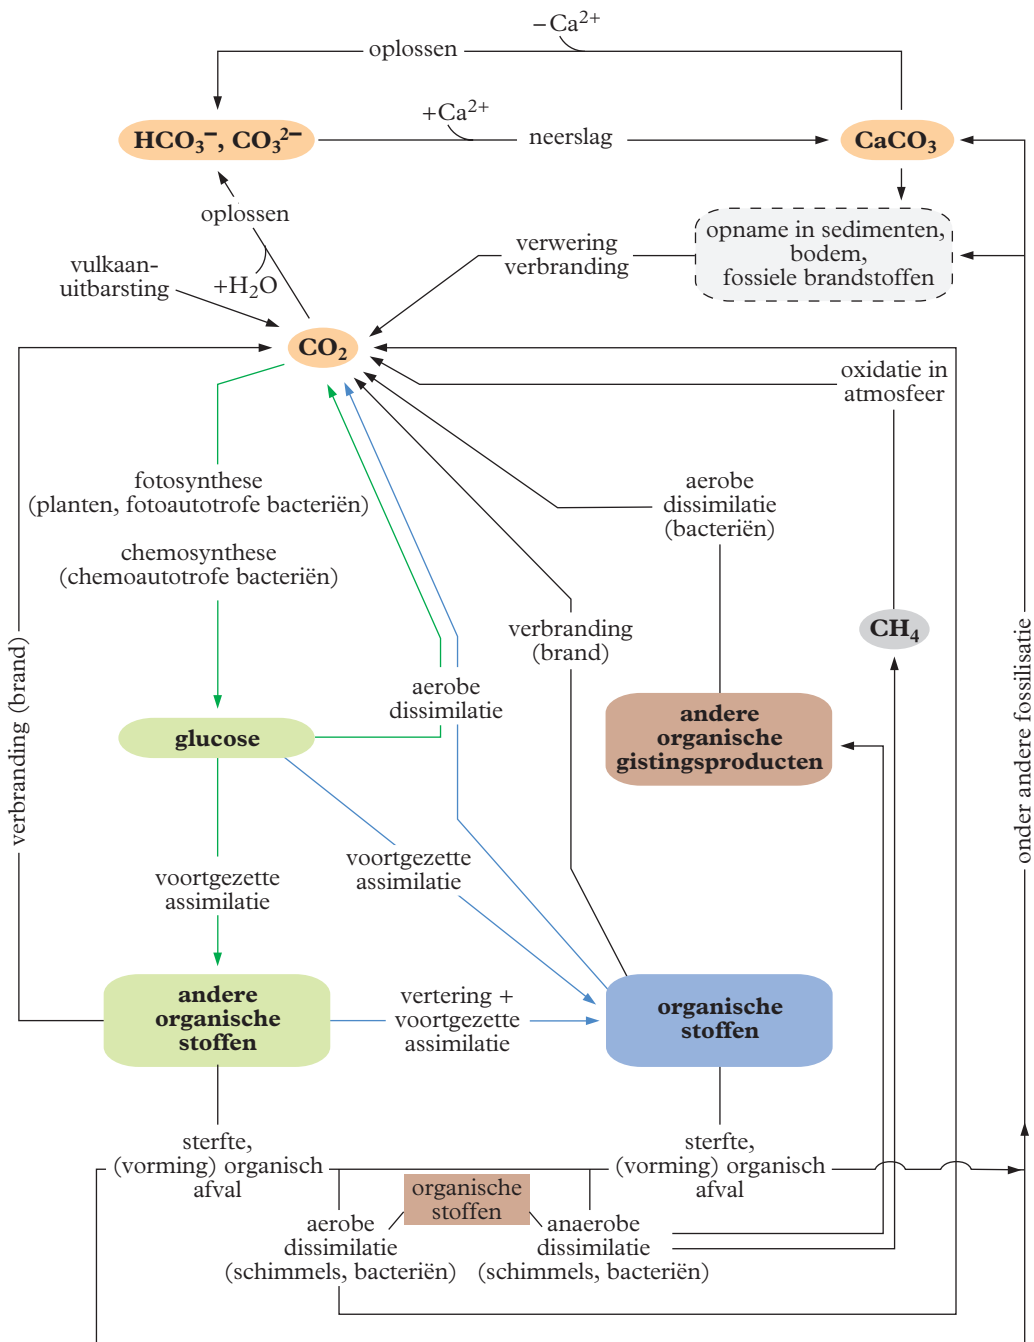 −Ca²⁺
oplossen
+Ca²⁺
HCO₃⁻, CO₃²⁻
neerslag
CaCO₃
oplossen
opname in sedimenten,
bodem,
fossiele brandstoffen
verwering
verbranding
vulkaan-
uitbarsting
+H₂O
CO₂
oxidatie in
atmosfeer
fotosynthese
(planten, fotoautotrofe bacteriën)
aerobe
dissimilatie
(bacteriën)
chemosynthese
(chemoautotrofe bacteriën)
verbranding
(brand)
CH₄
verbranding (brand)
onder andere fossilisatie
aerobe
dissimilatie
glucose
andere
organische
gistingsproducten
voortgezette
assimilatie
voortgezette
assimilatie
andere
organische
stoffen
vertering +
voortgezette
assimilatie
organische
stoffen
sterfte,
(vorming) organisch
afval
sterfte,
(vorming) organisch
afval
organische
stoffen
aerobe
dissimilatie
(schimmels, bacteriën)
anaerobe
dissimilatie
(schimmels, bacteriën)